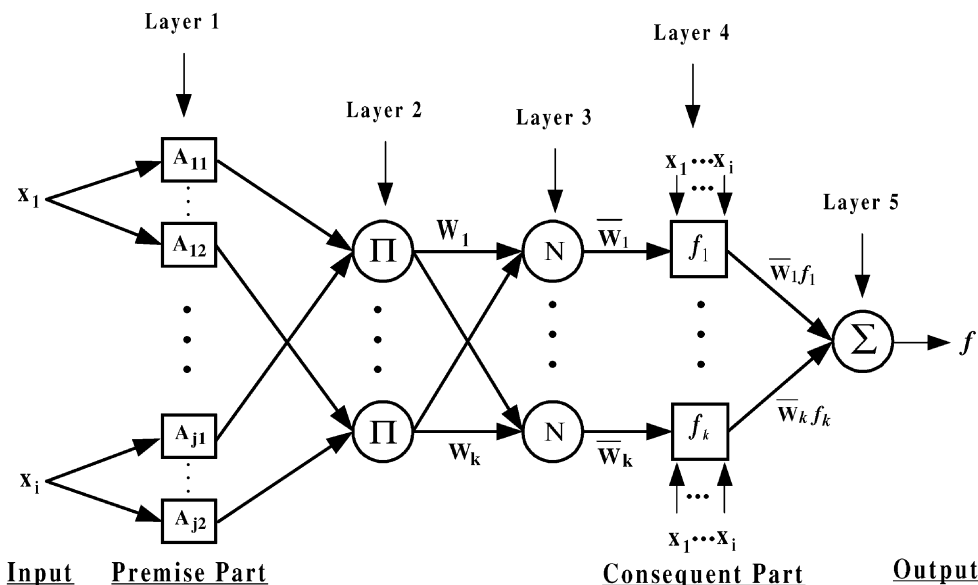 Layer 1
Layer 4
Layer 2
Layer 3
x1 ••• xi
•••
A11
x1
Layer 5
A12
Π
W1
N
W̅1
f1
W̅1f1
Σ
f
Aj1
Π
Wk
N
W̅k
fk
W̅kfk
xi
Aj2
•••
x1 ••• xi
Input
Premise Part
Consequent Part
Output